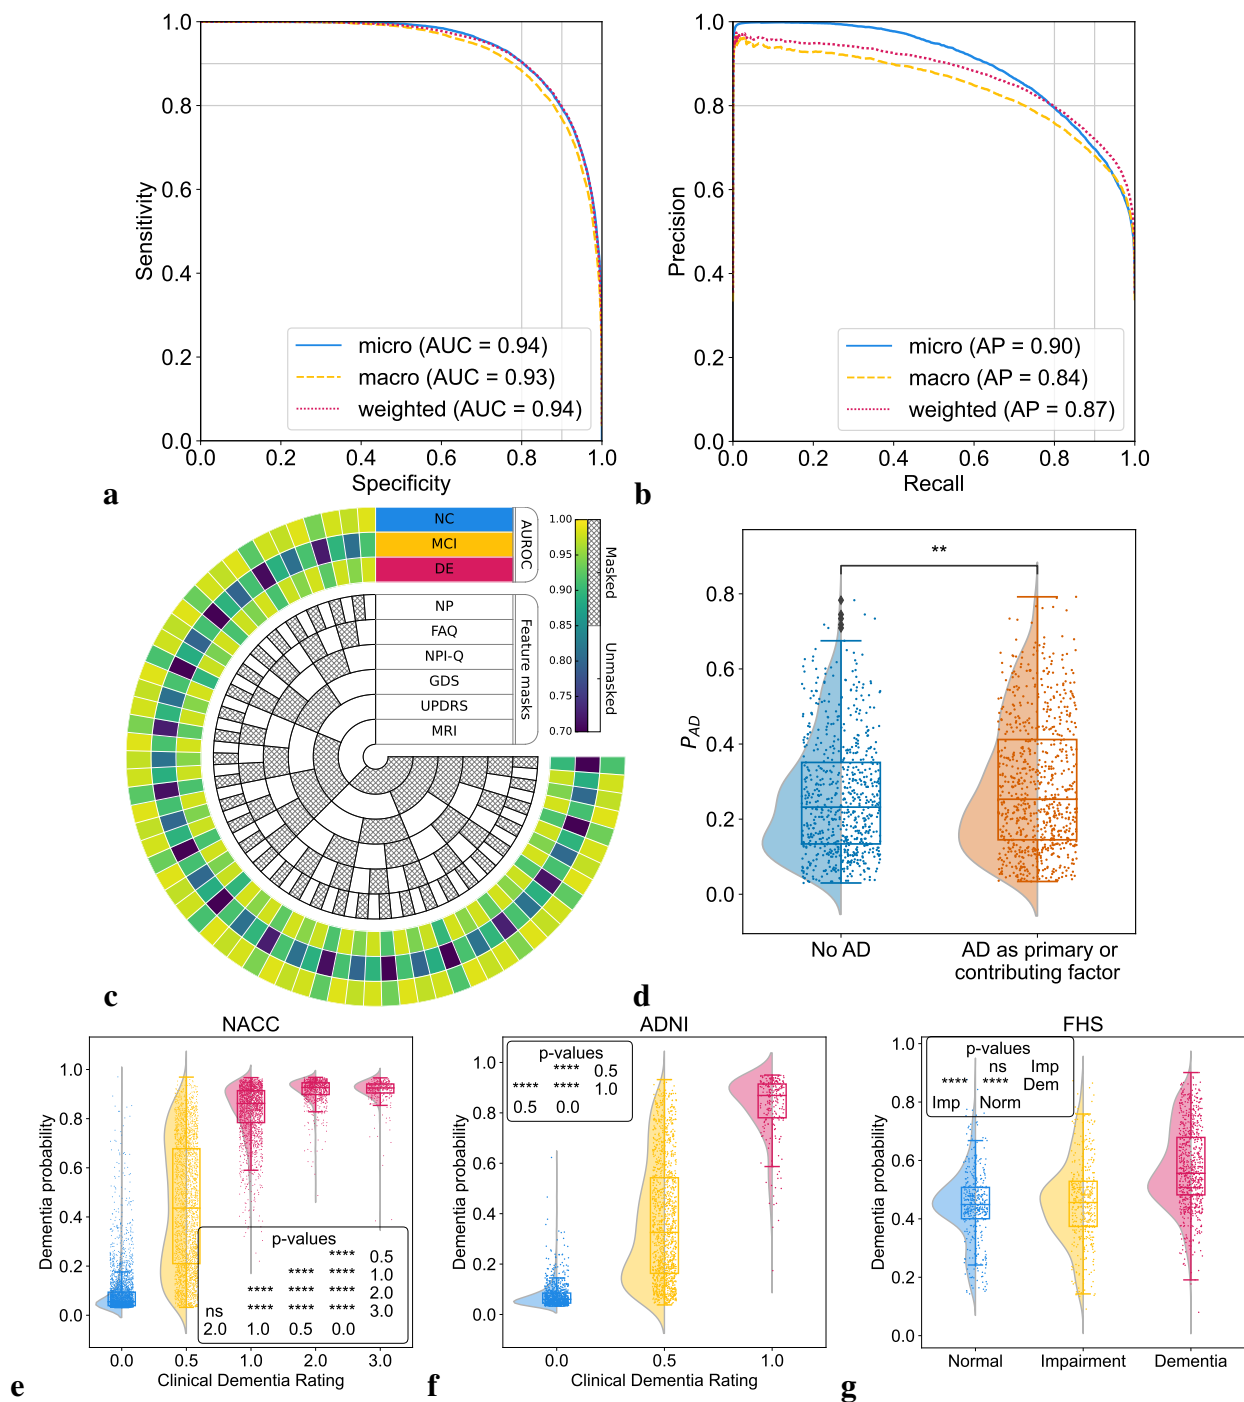 1.0
0.8
0.6
0.4
0.2
0.0
Sensitivity
micro (AUC = 0.94)
macro (AUC = 0.93)
weighted (AUC = 0.94)
0.0 0.2 0.4 0.6 0.8 1.0
Specificity
a
1.0
0.8
0.6
0.4
0.2
0.0
Precision
micro (AP = 0.90)
macro (AP = 0.84)
weighted (AP = 0.87)
0.0 0.2 0.4 0.6 0.8 1.0
Recall
b
NC
MCI
DE
AUROC
NP
FAQ
NPI-Q
GDS
UPDRS
MRI
Feature masks
1.00
0.95
0.90
0.85
0.80
0.75
0.70
Masked
Unmasked
c
**
0.8
0.6
0.4
0.2
0.0
P_AD
No AD
AD as primary or
contributing factor
d
NACC
1.0
0.8
0.6
0.4
0.2
0.0
Dementia probability
p-values
**** 0.5
**** **** 1.0
**** **** **** 2.0
ns **** **** **** 3.0
2.0 1.0 0.5 0.0
0.0 0.5 1.0 2.0 3.0
Clinical Dementia Rating
e
ADNI
1.0
0.8
0.6
0.4
0.2
0.0
Dementia probability
p-values
**** 0.5
**** **** 1.0
0.5 0.0
0.0 0.5 1.0
Clinical Dementia Rating
f
FHS
1.0
0.8
0.6
0.4
0.2
0.0
Dementia probability
p-values
ns Imp
**** **** Dem
Imp Norm
Normal Impairment Dementia
g